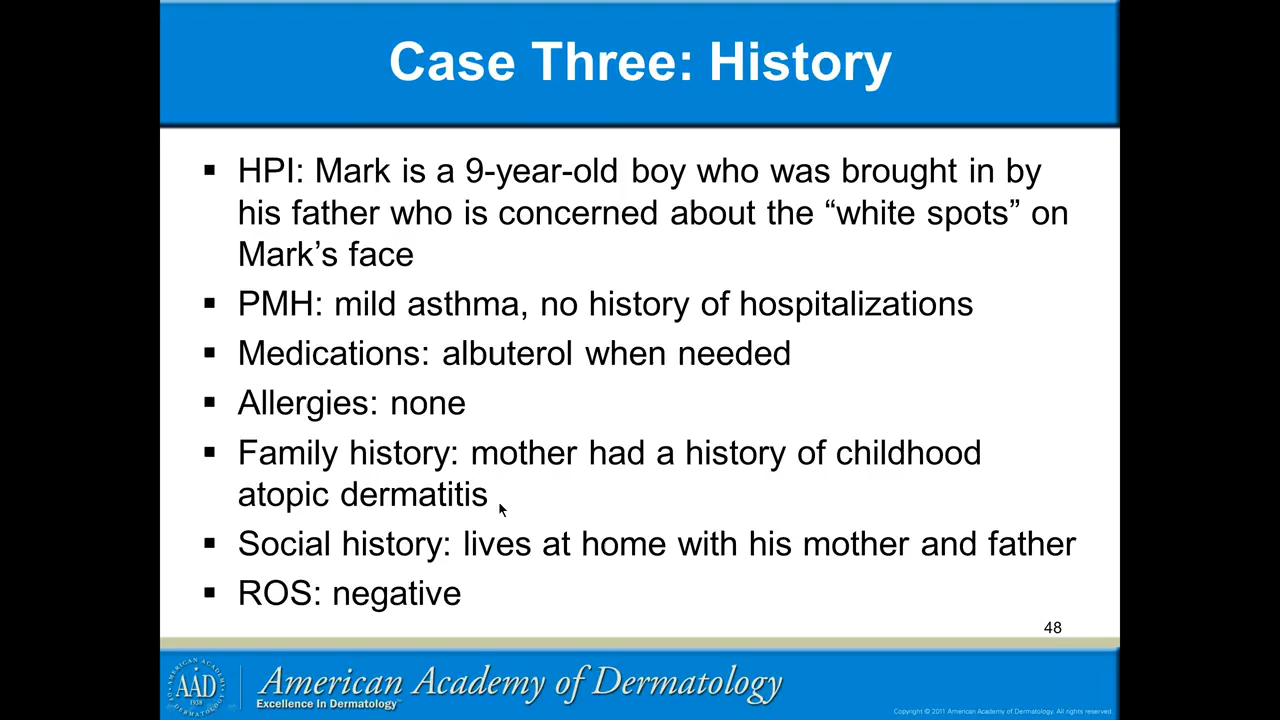 Case Three: History
▪ HPI: Mark is a 9-year-old boy who was brought in by
his father who is concerned about the “white spots” on
Mark’s face
▪ PMH: mild asthma, no history of hospitalizations
▪ Medications: albuterol when needed
▪ Allergies: none
▪ Family history: mother had a history of childhood
atopic dermatitis
▪ Social history: lives at home with his mother and father
▪ ROS: negative
48
AAD
1938
American Academy of Dermatology
Excellence In Dermatology™
Copyright © 2011 American Academy of Dermatology. All rights reserved.